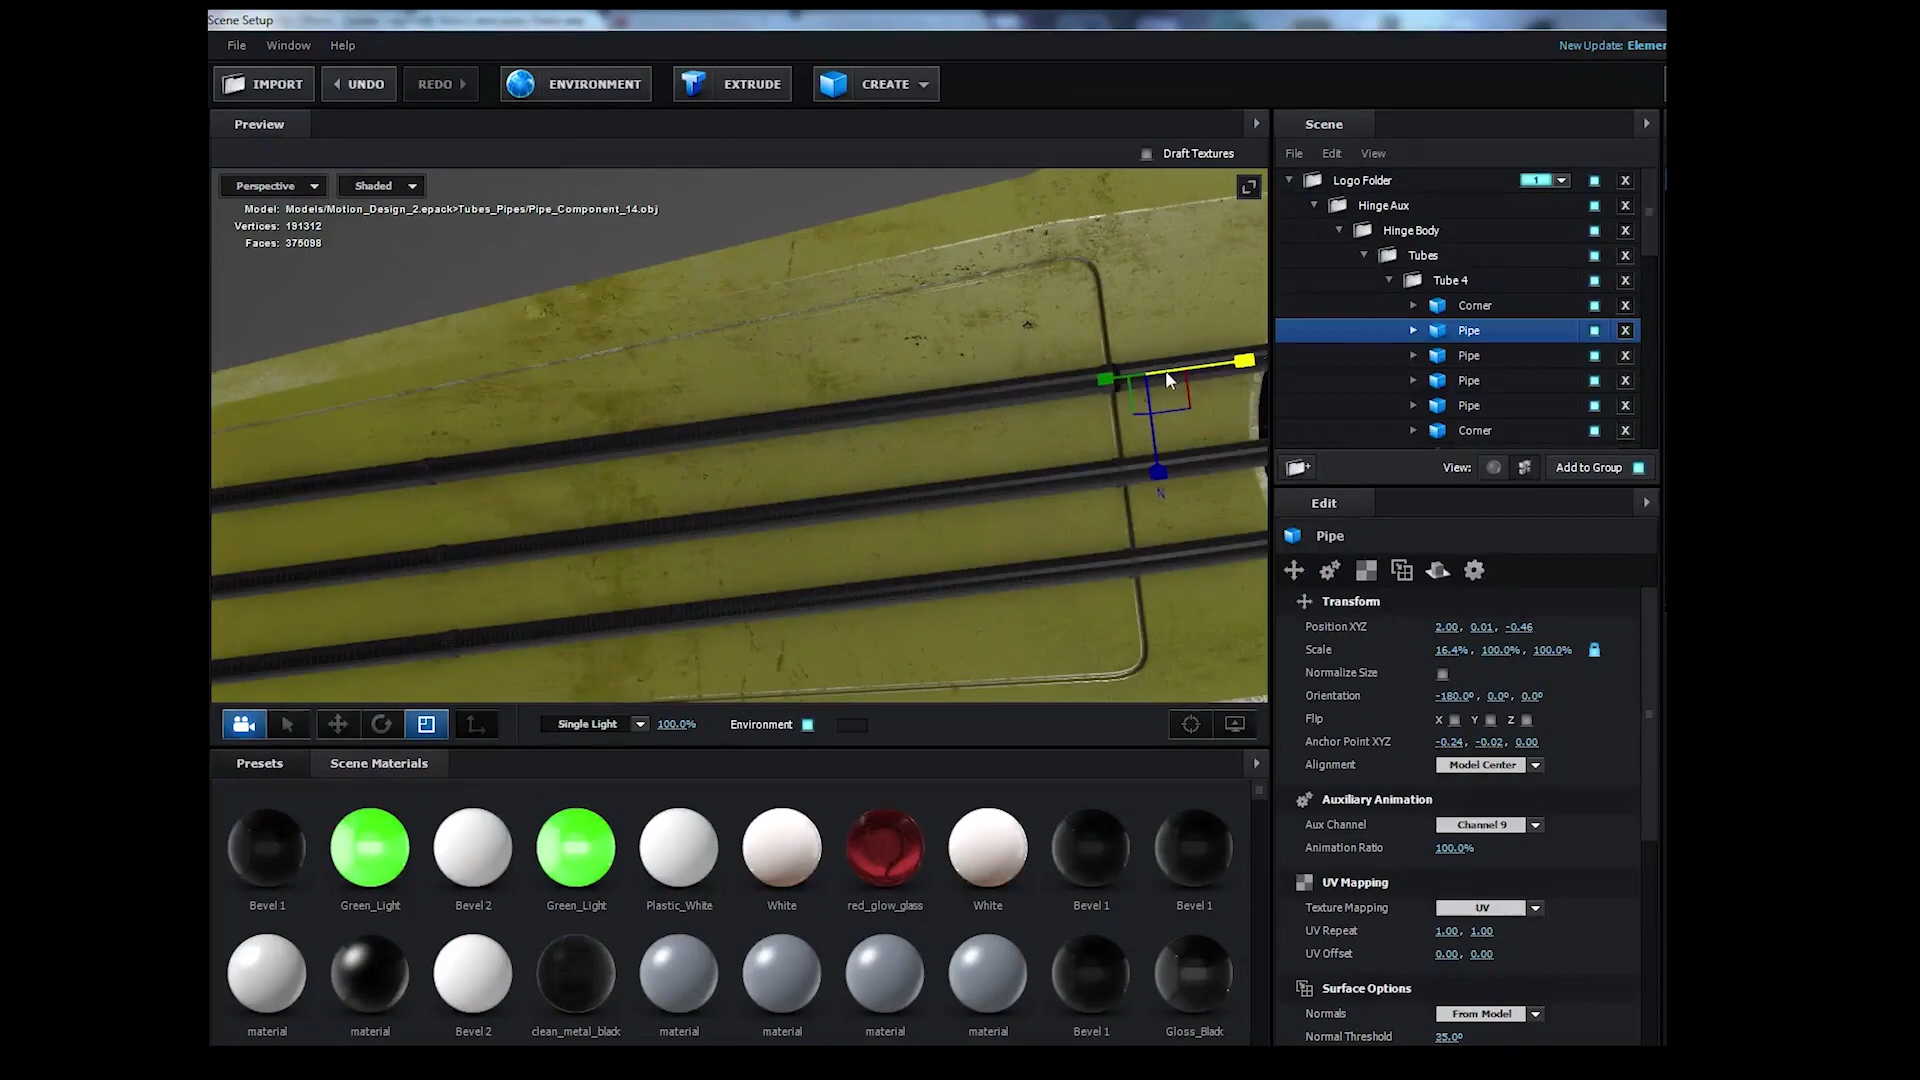 Scene Setup
File Window Help
New Update: Elemer
IMPORT UNDO REDO ENVIRONMENT EXTRUDE CREATE
Preview
Draft Textures
Perspective Shaded
Model: Models/Motion_Design_2.epack>Tubes_Pipes/Pipe_Component_14.obj
Vertices: 191312
Faces: 375098
N
Single Light 100.0% Environment
Presets Scene Materials
Bevel 1 Green_Light Bevel 2 Green_Light Plastic_White White red_glow_glass White Bevel 1 Bevel 1
material material Bevel 2 clean_metal_black material material material material Bevel 1 Gloss_Black
Scene
File Edit View
Logo Folder 1 X
Hinge Aux X
Hinge Body X
Tubes X
Tube 4 X
Corner X
Pipe X
Pipe X
Pipe X
Pipe X
Corner X
View: Add to Group
Edit
Pipe
Transform
Position XYZ 2.00, 0.01, -0.46
Scale 16.4%, 100.0%, 100.0%
Normalize Size
Orientation -180.0º, 0.0º, 0.0º
Flip X Y Z
Anchor Point XYZ -0.24, -0.02, 0.00
Alignment Model Center
Auxiliary Animation
Aux Channel Channel 9
Animation Ratio 100.0%
UV Mapping
Texture Mapping UV
UV Repeat 1.00, 1.00
UV Offset 0.00, 0.00
Surface Options
Normals From Model
Normal Threshold 35.0º